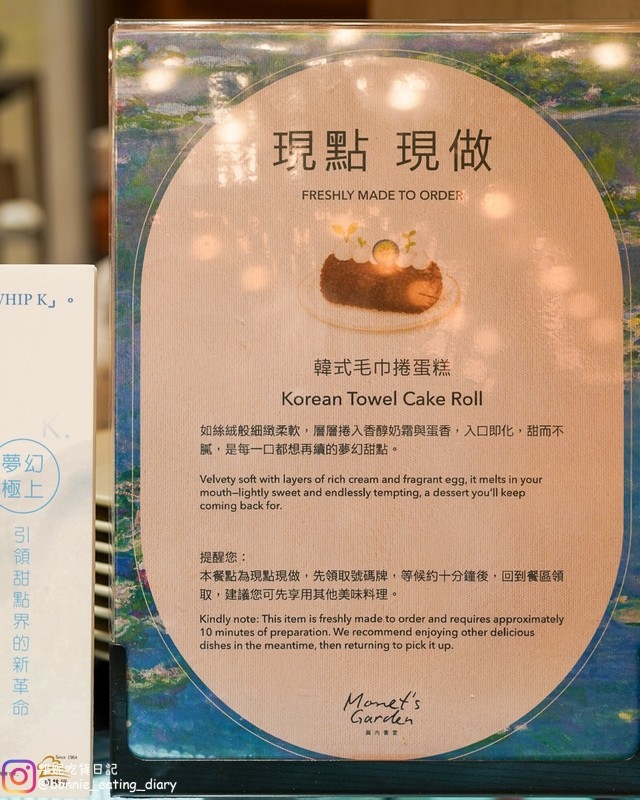 現點 現做
FRESHLY MADE TO ORDER
韓式毛巾捲蛋糕
Korean Towel Cake Roll
如絲絨般細緻柔軟，層層捲入香醇奶霜與蛋香，入口即化，甜而不
膩，是每一口都想再續的夢幻甜點。
Velvety soft with layers of rich cream and fragrant egg, it melts in your
mouth—lightly sweet and endlessly tempting, a dessert you'll keep
coming back for.
提醒您：
本餐點為現點現做，先領取號碼牌，等候約十分鐘後，回到餐區領
取，建議您可先享用其他美味料理。
Kindly note: This item is freshly made to order and requires approximately
10 minutes of preparation. We recommend enjoying other delicious
dishes in the meantime, then returning to pick it up.
Monet's
Garden
WHIP K」。
K.
夢幻
極上
引領甜點界的新革命
Since 1964
吃貨日記
@bonnie_eating_diary